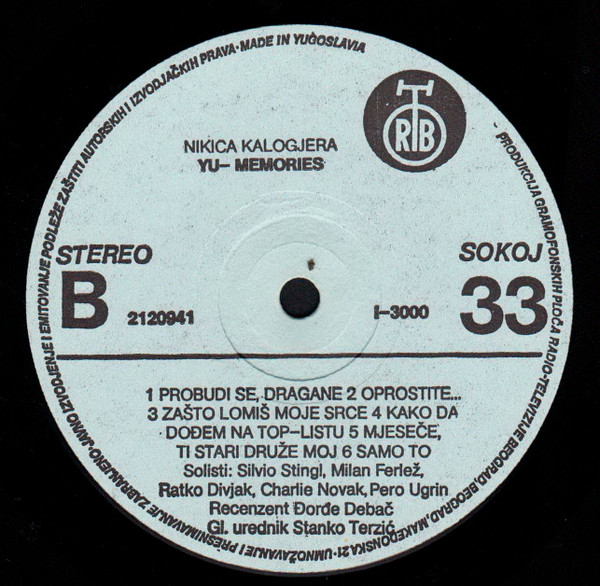 RTB
NIKICA KALOGJERA
YU- MEMORIES
STEREO
SOKOJ
B
2120941
I-3000
33
1 PROBUDI SE, DRAGANE 2 OPROSTITE...
3 ZAŠTO LOMIŠ MOJE SRCE 4 KAKO DA
DOĐEM NA TOP-LISTU 5 MJESEČE,
TI STARI DRUŽE MOJ 6 SAMO TO
Solisti: Silvio Stingl, Milan Ferlež,
Ratko Divjak, Charlie Novak, Pero Ugrin
Recenzent Đorđe Debač
Gl. urednik Stanko Terzić
PRODUKCIJA GRAMOFONSKIH PLOČA RADIO-TELEVIZIJE BEOGRAD, BEOGRAD, MAKEDONSKA 21 · UMNOŽAVANJE I PRESNIMAVANJE ZABRANJENO · JAVNO IZVODJENJE I EMITOVANJE PODLEŽE ZAŠTITI AUTORSKIH I IZVODJAČKIH PRAVA · MADE IN YUGOSLAVIA